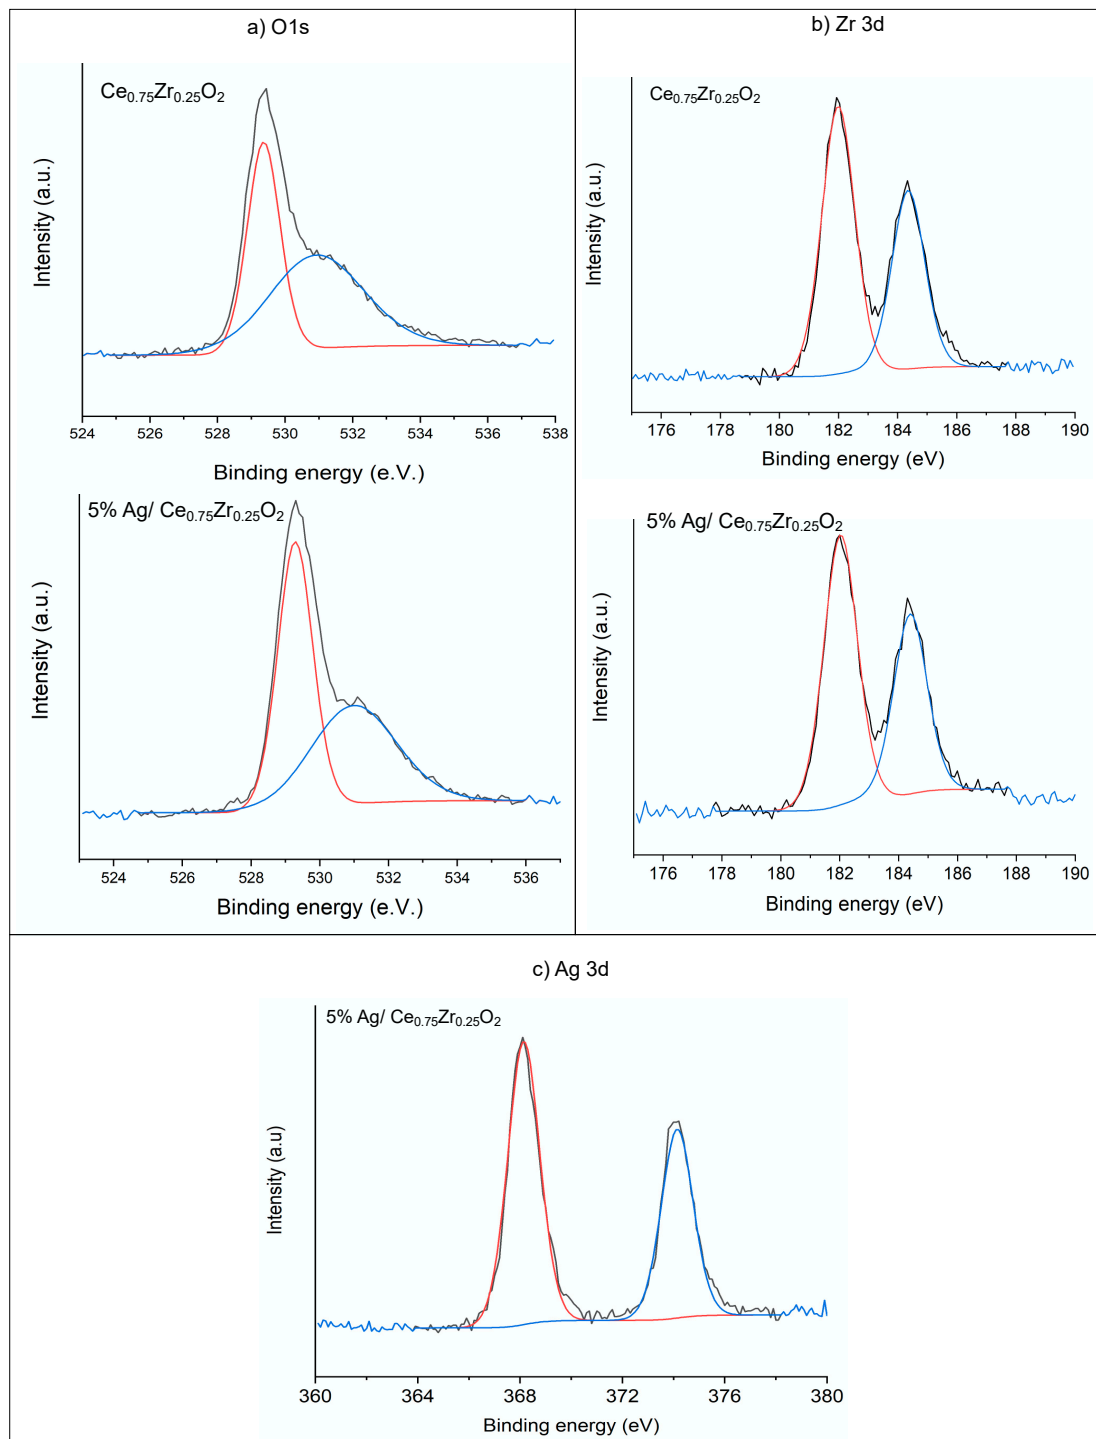 a) O1s
Ce0.75Zr0.25O2
Intensity (a.u.)
524 526 528 530 532 534 536 538
Binding energy (e.V.)
5% Ag/ Ce0.75Zr0.25O2
Intensity (a.u.)
524 526 528 530 532 534 536
Binding energy (e.V.)
b) Zr 3d
Ce0.75Zr0.25O2
Intensity (a.u.)
176 178 180 182 184 186 188 190
Binding energy (eV)
5% Ag/ Ce0.75Zr0.25O2
Intensity (a.u.)
176 178 180 182 184 186 188 190
Binding energy (eV)
c) Ag 3d
5% Ag/ Ce0.75Zr0.25O2
Intensity (a.u)
360 364 368 372 376 380
Binding energy (eV)